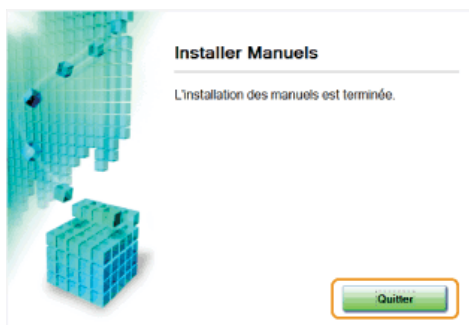 Installer Manuels
L'installation des manuels est terminée.
Quitter